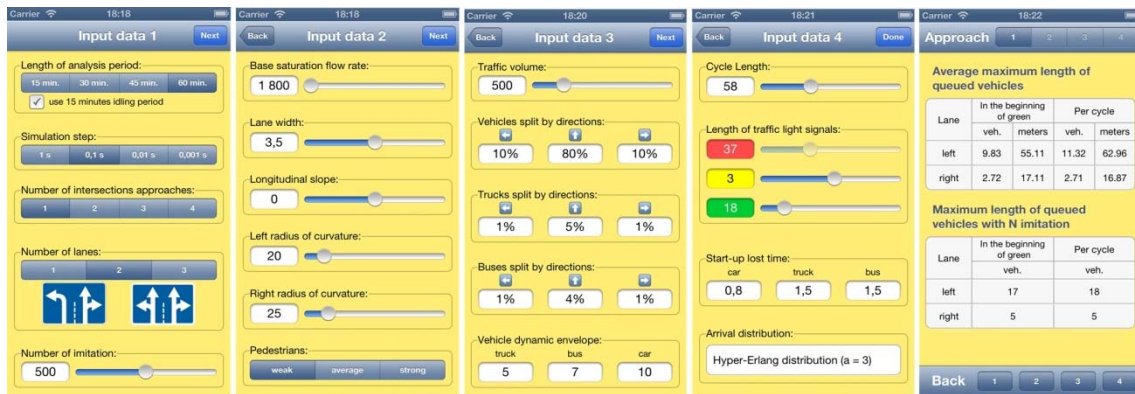 Carrier 18:18
Input data 1 Next
Length of analysis period:
15 min. 30 min. 45 min. 60 min.
use 15 minutes idling period
Simulation step:
1 s 0,1 s 0,01 s 0,001 s
Number of intersections approaches:
1 2 3 4
Number of lanes:
1 2 3
Number of imitation:
500
Carrier 18:18
Back Input data 2 Next
Base saturation flow rate:
1 800
Lane width:
3,5
Longitudinal slope:
0
Left radius of curvature:
20
Right radius of curvature:
25
Pedestrians:
weak average strong
Carrier 18:20
Back Input data 3 Next
Traffic volume:
500
Vehicles split by directions:
10% 80% 10%
Trucks split by directions:
1% 5% 1%
Buses split by directions:
1% 4% 1%
Vehicle dynamic envelope:
truck bus car
5 7 10
Carrier 18:21
Back Input data 4 Done
Cycle Length:
58
Length of traffic light signals:
37
3
18
Start-up lost time:
car truck bus
0,8 1,5 1,5
Arrival distribution:
Hyper-Erlang distribution (a = 3)
Carrier 18:22
Approach 1 2 3 4
Average maximum length of
queued vehicles
Lane In the beginning of green Per cycle
veh. meters veh. meters
left 9.83 55.11 11.32 62.96
right 2.72 17.11 2.71 16.87
Maximum length of queued
vehicles with N imitation
Lane In the beginning of green Per cycle
veh. veh.
left 17 18
right 5 5
Back 1 2 3 4